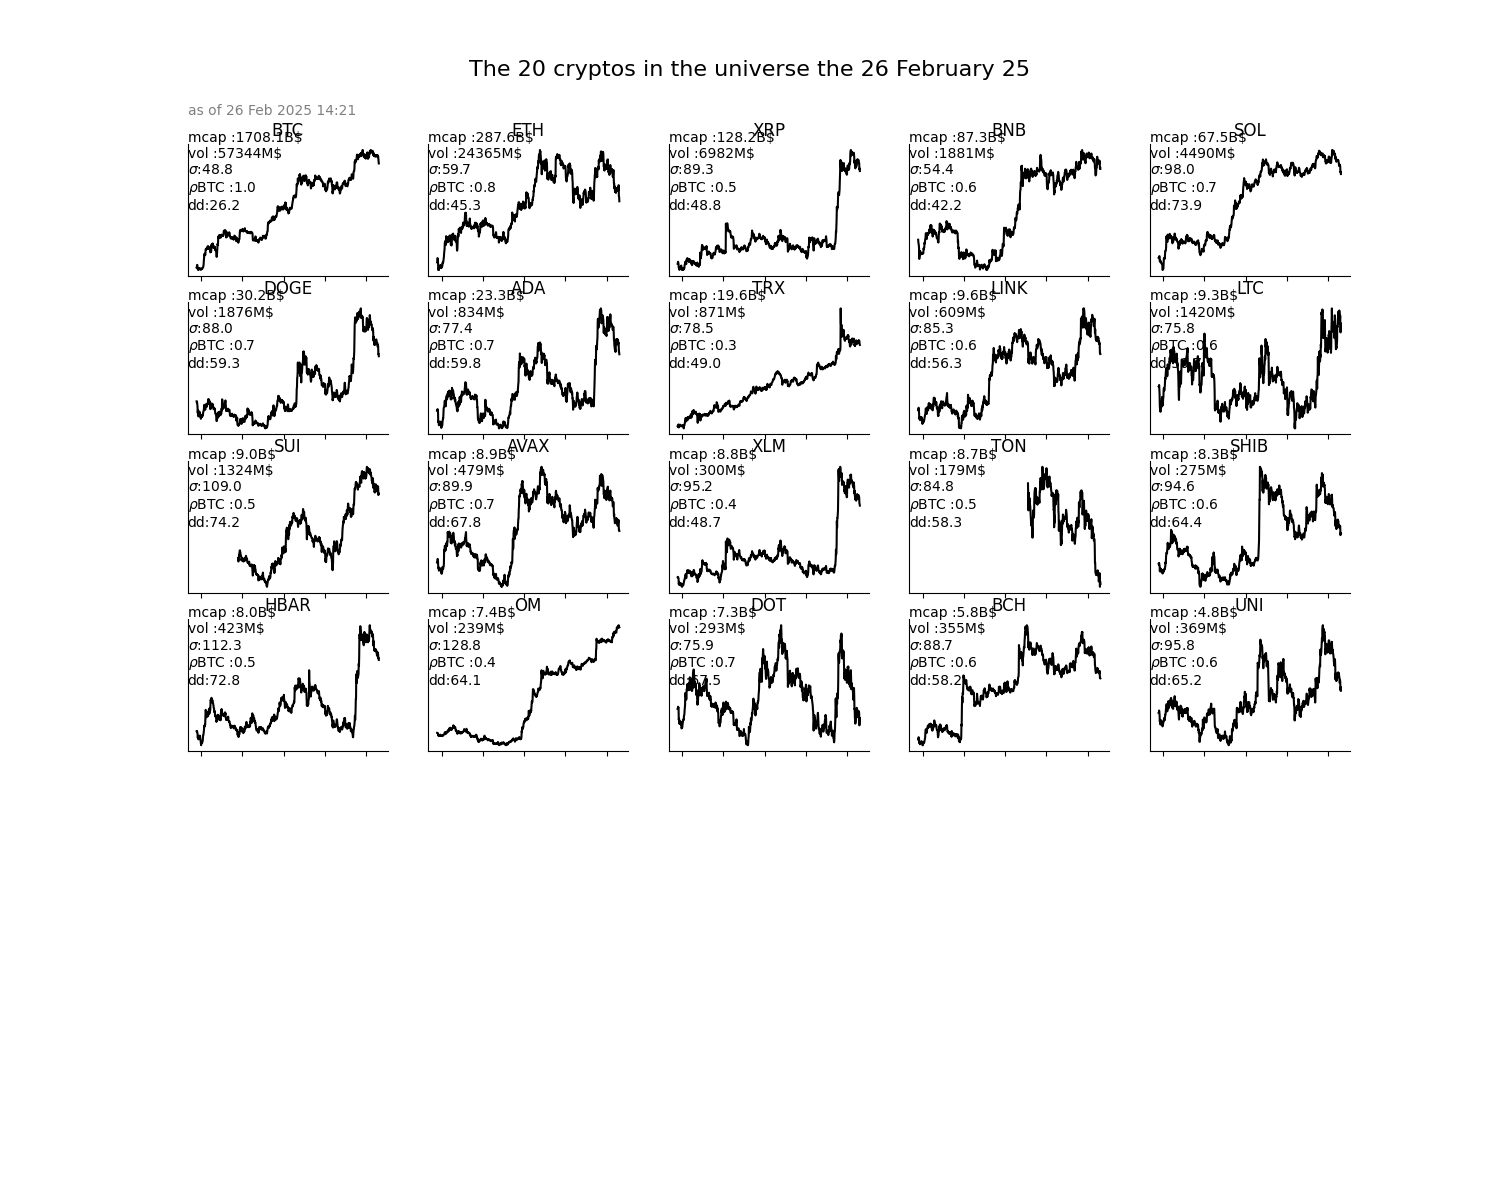 The 20 cryptos in the universe the 26 February 25
as of 26 Feb 2025 14:21
BTC
mcap :1708.1B$
vol :57344M$
σ:48.8
ρBTC :1.0
dd:26.2
ETH
mcap :287.6B$
vol :24365M$
σ:59.7
ρBTC :0.8
dd:45.3
XRP
mcap :128.2B$
vol :6982M$
σ:89.3
ρBTC :0.5
dd:48.8
BNB
mcap :87.3B$
vol :1881M$
σ:54.4
ρBTC :0.6
dd:42.2
SOL
mcap :67.5B$
vol :4490M$
σ:98.0
ρBTC :0.7
dd:73.9
DOGE
mcap :30.2B$
vol :1876M$
σ:88.0
ρBTC :0.7
dd:59.3
ADA
mcap :23.3B$
vol :834M$
σ:77.4
ρBTC :0.7
dd:59.8
TRX
mcap :19.6B$
vol :871M$
σ:78.5
ρBTC :0.3
dd:49.0
LINK
mcap :9.6B$
vol :609M$
σ:85.3
ρBTC :0.6
dd:56.3
LTC
mcap :9.3B$
vol :1420M$
σ:75.8
ρBTC :0.6
SUI
mcap :9.0B$
vol :1324M$
σ:109.0
ρBTC :0.5
dd:74.2
AVAX
mcap :8.9B$
vol :479M$
σ:89.9
ρBTC :0.7
dd:67.8
XLM
mcap :8.8B$
vol :300M$
σ:95.2
ρBTC :0.4
dd:48.7
TON
mcap :8.7B$
vol :179M$
σ:84.8
ρBTC :0.5
dd:58.3
SHIB
mcap :8.3B$
vol :275M$
σ:94.6
ρBTC :0.6
dd:64.4
HBAR
mcap :8.0B$
vol :423M$
σ:112.3
ρBTC :0.5
dd:72.8
OM
mcap :7.4B$
vol :239M$
σ:128.8
ρBTC :0.4
dd:64.1
DOT
mcap :7.3B$
vol :293M$
σ:75.9
ρBTC :0.7
dd:57.5
BCH
mcap :5.8B$
vol :355M$
σ:88.7
ρBTC :0.6
dd:58.2
UNI
mcap :4.8B$
vol :369M$
σ:95.8
ρBTC :0.6
dd:65.2